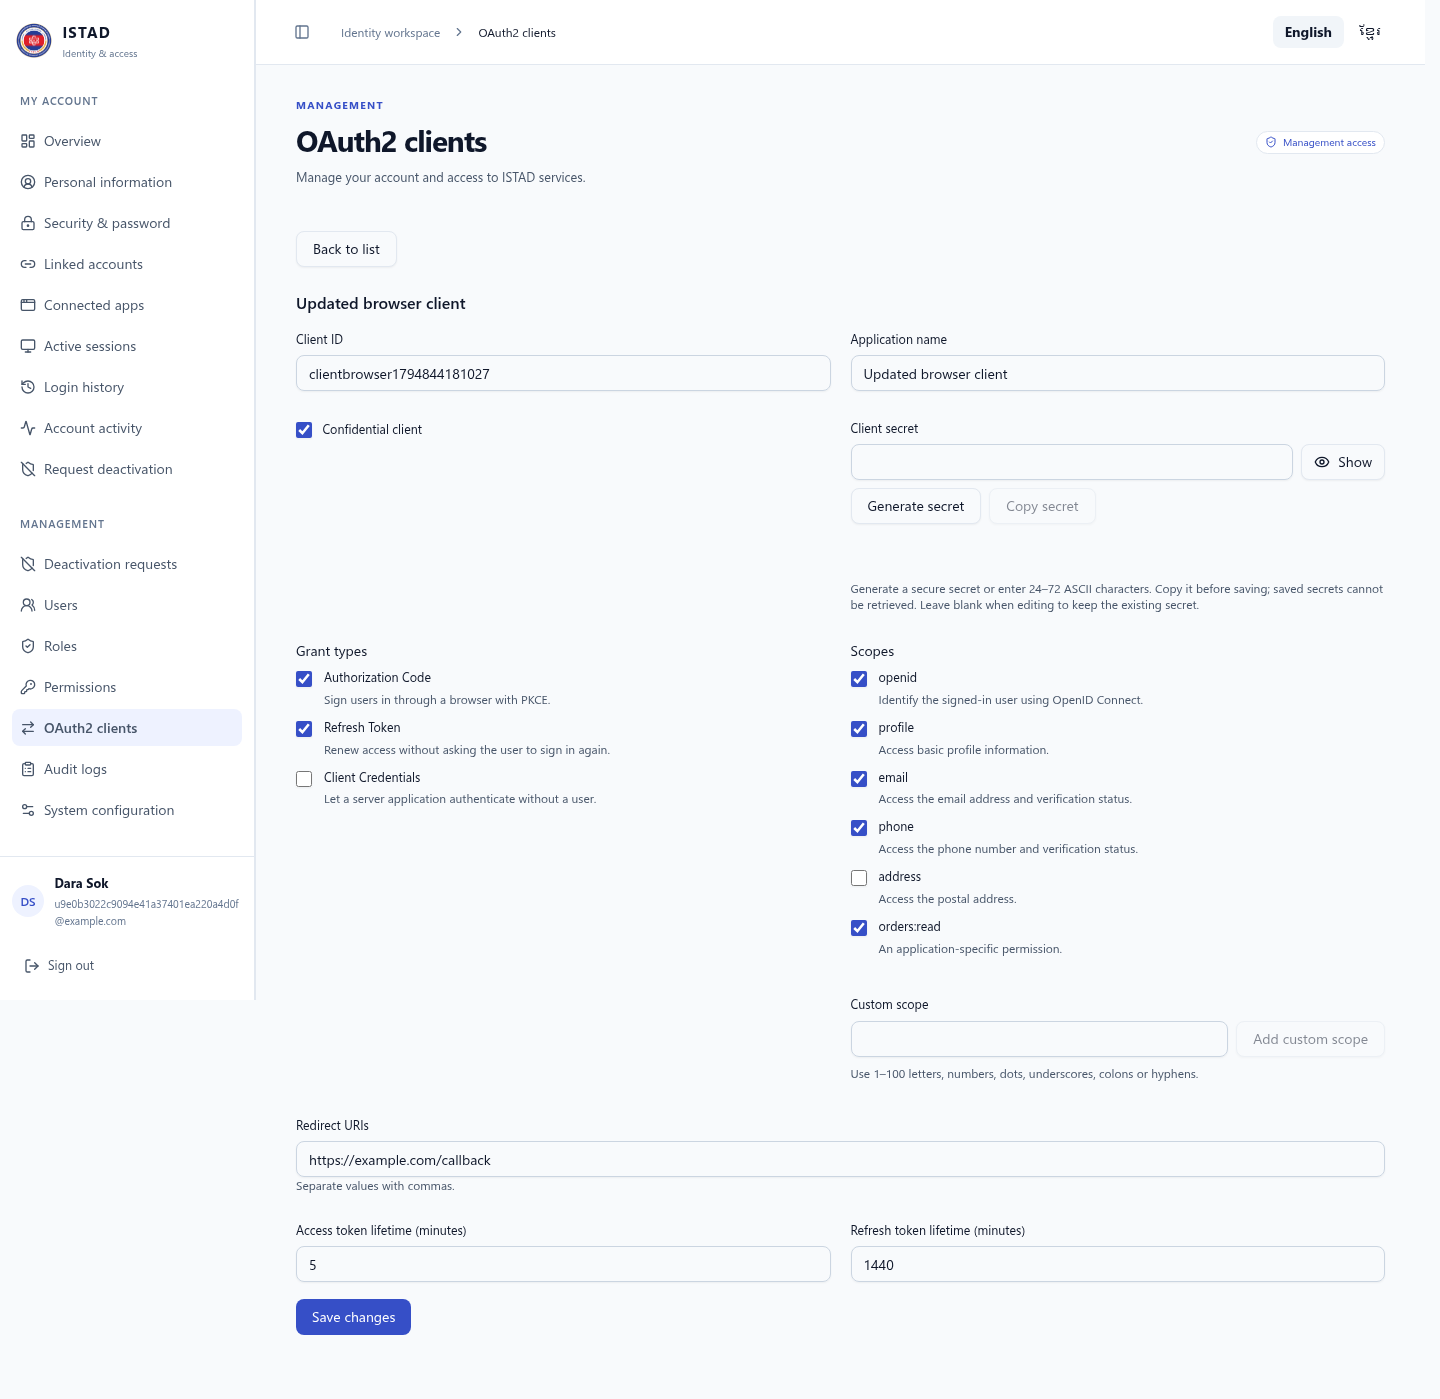 ISTAD
Identity & access
MY ACCOUNT
Overview
Personal information
Security & password
Linked accounts
Connected apps
Active sessions
Login history
Account activity
Request deactivation
MANAGEMENT
Deactivation requests
Users
Roles
Permissions
OAuth2 clients
Audit logs
System configuration
DS
Dara Sok
u9e0b3022c9094e41a37401ea220a4d0f
@example.com
Sign out
Identity workspace
OAuth2 clients
English
ខ្មែរ
MANAGEMENT
OAuth2 clients
Management access
Manage your account and access to ISTAD services.
Back to list
Updated browser client
Client ID
clientbrowser1794844181027
Application name
Updated browser client
Confidential client
Client secret
Show
Generate secret
Copy secret
Generate a secure secret or enter 24–72 ASCII characters. Copy it before saving; saved secrets cannot
be retrieved. Leave blank when editing to keep the existing secret.
Grant types
Authorization Code
Sign users in through a browser with PKCE.
Refresh Token
Renew access without asking the user to sign in again.
Client Credentials
Let a server application authenticate without a user.
Scopes
openid
Identify the signed-in user using OpenID Connect.
profile
Access basic profile information.
email
Access the email address and verification status.
phone
Access the phone number and verification status.
address
Access the postal address.
orders:read
An application-specific permission.
Custom scope
Add custom scope
Use 1–100 letters, numbers, dots, underscores, colons or hyphens.
Redirect URIs
https://example.com/callback
Separate values with commas.
Access token lifetime (minutes)
5
Refresh token lifetime (minutes)
1440
Save changes